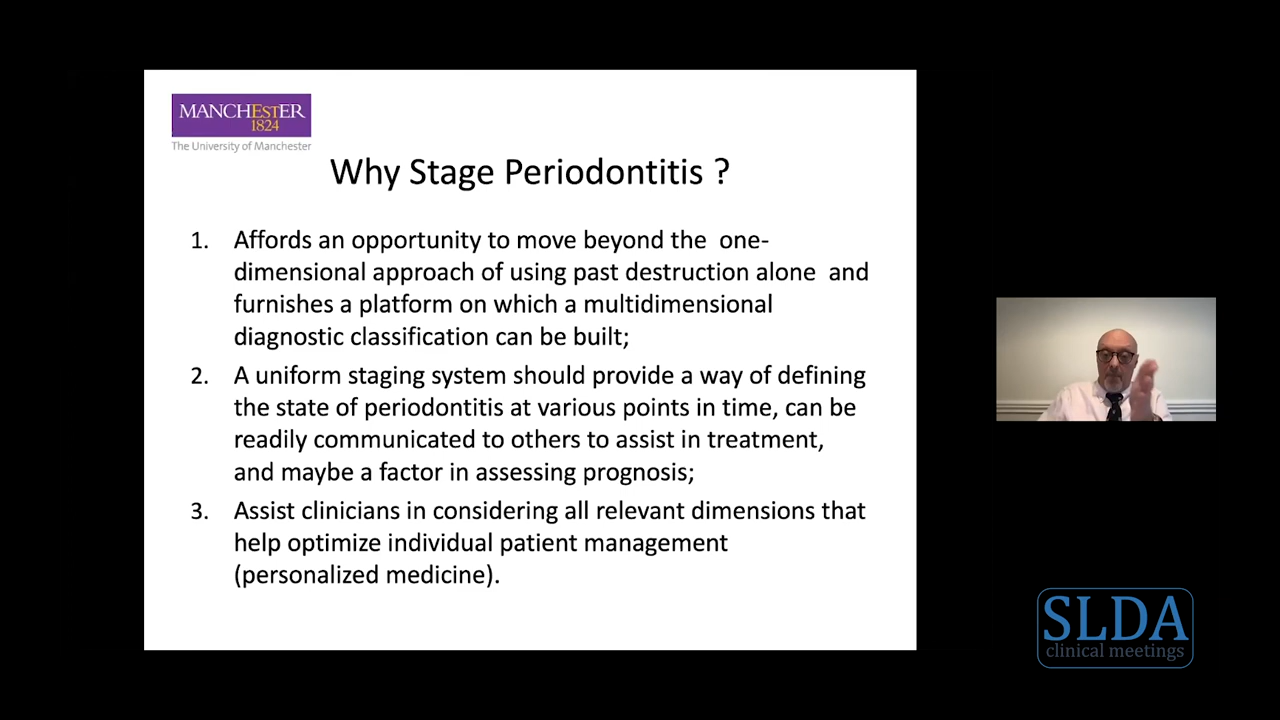 MANCHESTER
1824
The University of Manchester
Why Stage Periodontitis ?
1. Affords an opportunity to move beyond the one-
dimensional approach of using past destruction alone and
furnishes a platform on which a multidimensional
diagnostic classification can be built;
2. A uniform staging system should provide a way of defining
the state of periodontitis at various points in time, can be
readily communicated to others to assist in treatment,
and maybe a factor in assessing prognosis;
3. Assist clinicians in considering all relevant dimensions that
help optimize individual patient management
(personalized medicine).
SLDA
clinical meetings